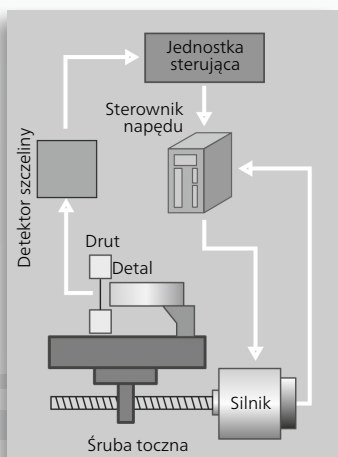 Jednostka
sterująca
Sterownik
napędu
Detektor szczeliny
Drut
Detal
Silnik
Śruba toczna